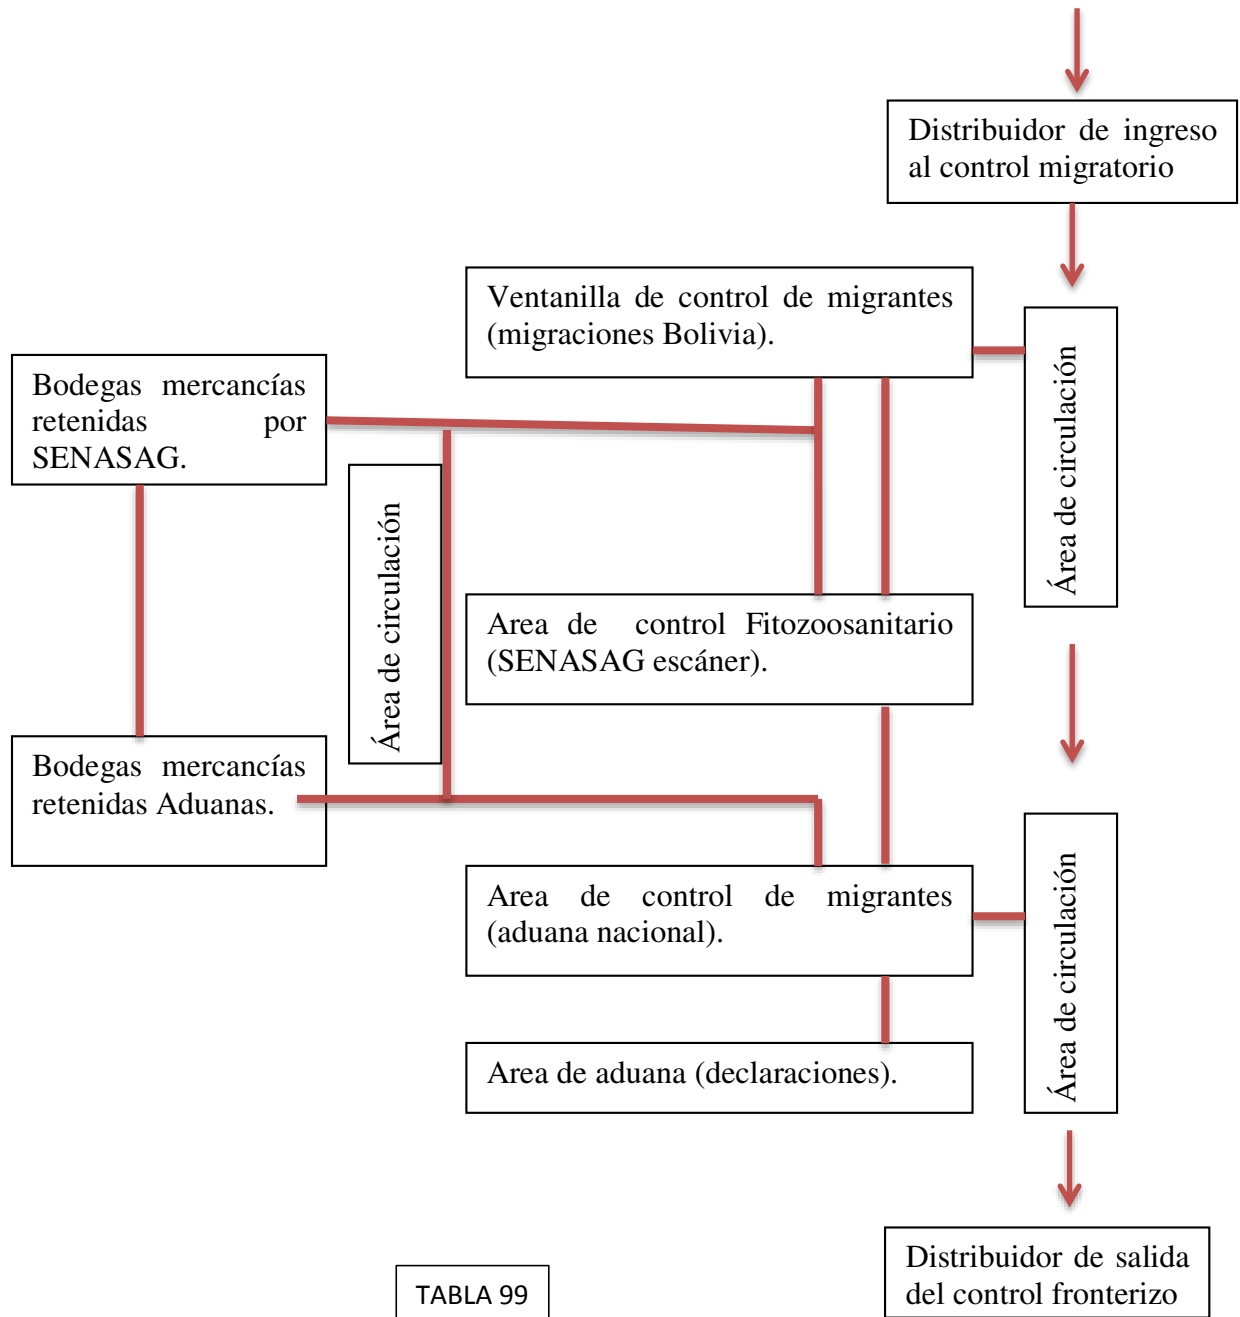 Distribuidor de ingreso
al control migratorio
Ventanilla de control de migrantes
(migraciones Bolivia).
Área de circulación
Bodegas mercancías
retenidas por
SENASAG.
Área de circulación
Area de control Fitozoosanitario
(SENASAG escáner).
Bodegas mercancías
retenidas Aduanas.
Area de control de migrantes
(aduana nacional).
Área de circulación
Area de aduana (declaraciones).
Distribuidor de salida
del control fronterizo
TABLA 99